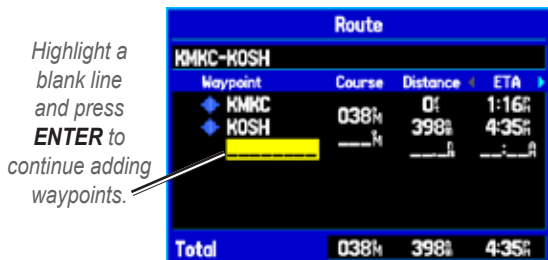 Highlight a
blank line
and press
ENTER to
continue adding
waypoints.
Route
KMKC-KOSH
Waypoint Course Distance ETA
KMKC 0 1:16
038
KOSH 398 4:35
Total 038 398 4:35